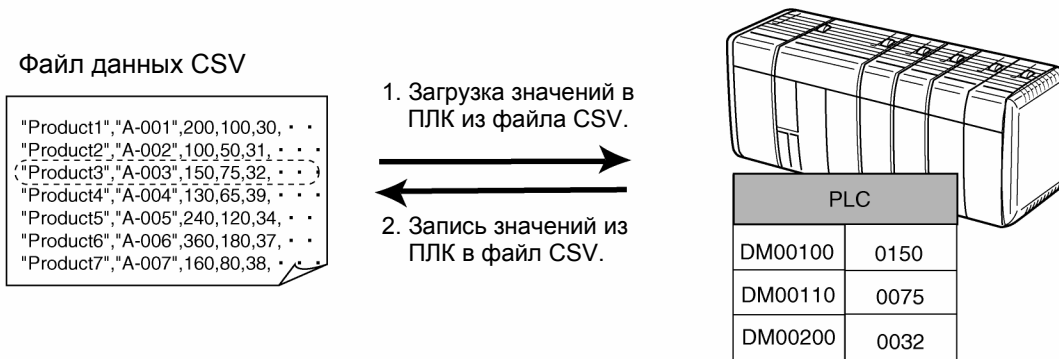 Файл данных CSV
"Product1","A-001",200,100,30, · ·
"Product2","A-002",100,50,31, · · ·
"Product3","A-003",150,75,32, · · ·
"Product4","A-004",130,65,39, · · ·
"Product5","A-005",240,120,34, · ·
"Product6","A-006",360,180,37, · ·
"Product7","A-007",160,80,38, · · ·
1. Загрузка значений в
ПЛК из файла CSV.
2. Запись значений из
ПЛК в файл CSV.
PLC
DM00100 0150
DM00110 0075
DM00200 0032